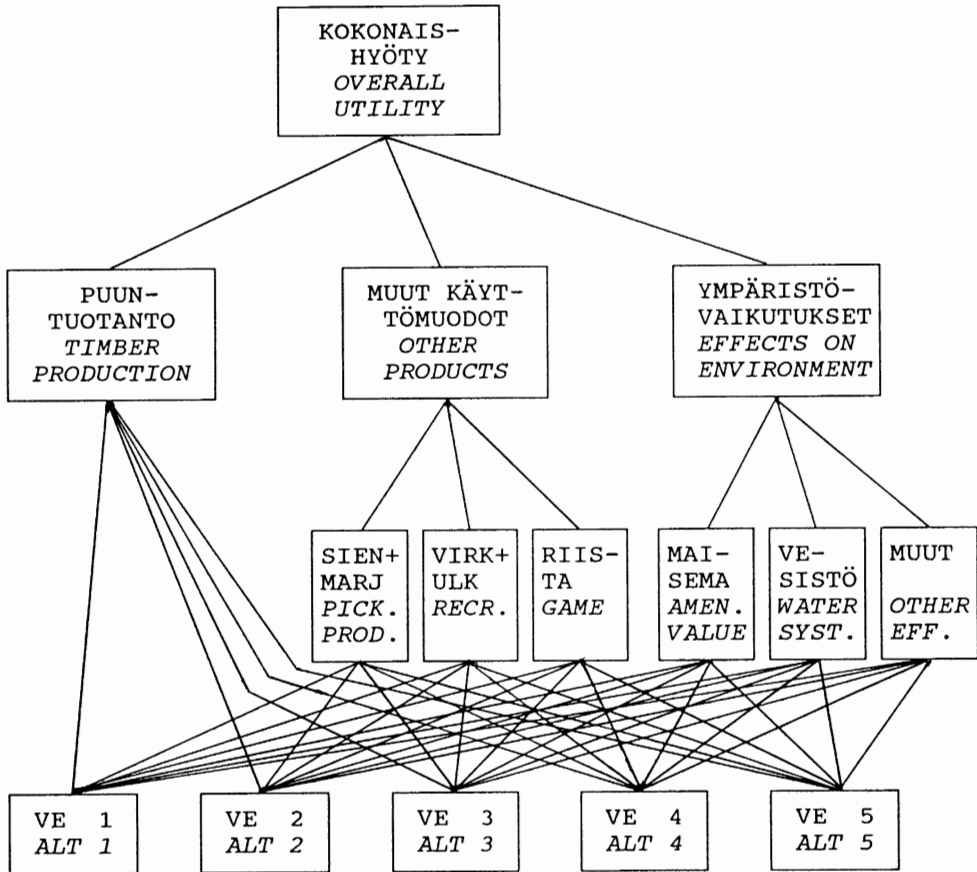 KOKONAIS-
HYÖTY
OVERALL
UTILITY
PUUN-
TUOTANTO
TIMBER
PRODUCTION
MUUT KÄYT-
TÖMUODOT
OTHER
PRODUCTS
YMPÄRISTÖ-
VAIKUTUKSET
EFFECTS ON
ENVIRONMENT
SIEN+
MARJ
PICK.
PROD.
VIRK+
ULK
RECR.
RIIS-
TA
GAME
MAI-
SEMA
AMEN.
VALUE
VE-
SISTÖ
WATER
SYST.
MUUT
OTHER
EFF.
VE 1
ALT 1
VE 2
ALT 2
VE 3
ALT 3
VE 4
ALT 4
VE 5
ALT 5